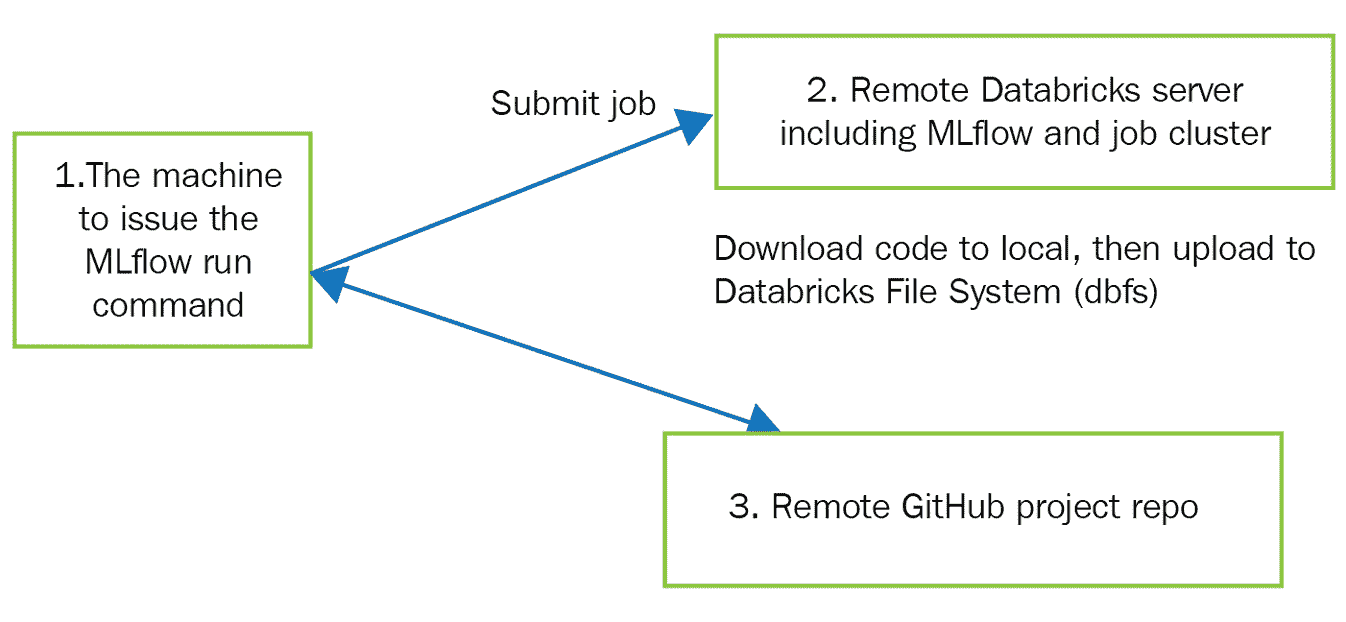 1.The machine
to issue the
MLflow run
command
Submit job
2. Remote Databricks server
including MLflow and job cluster
Download code to local, then upload to
Databricks File System (dbfs)
3. Remote GitHub project repo